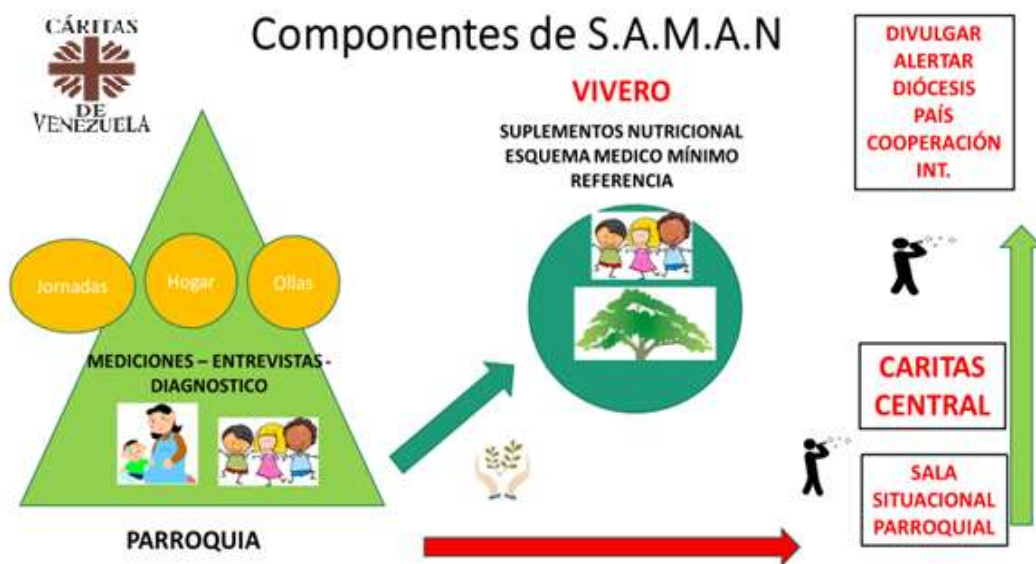 CÁRITAS
DE
VENEZUELA
Componentes de S.A.M.A.N
VIVERO
SUPLEMENTOS NUTRICIONAL
ESQUEMA MEDICO MÍNIMO
REFERENCIA
DIVULGAR
ALERTAR
DIÓCESIS
PAÍS
COOPERACIÓN
INT.
Jornadas
Hogar
Ollas
MEDICIONES – ENTREVISTAS-
DIAGNOSTICO
PARROQUIA
CARITAS
CENTRAL
SALA
SITUACIONAL
PARROQUIAL